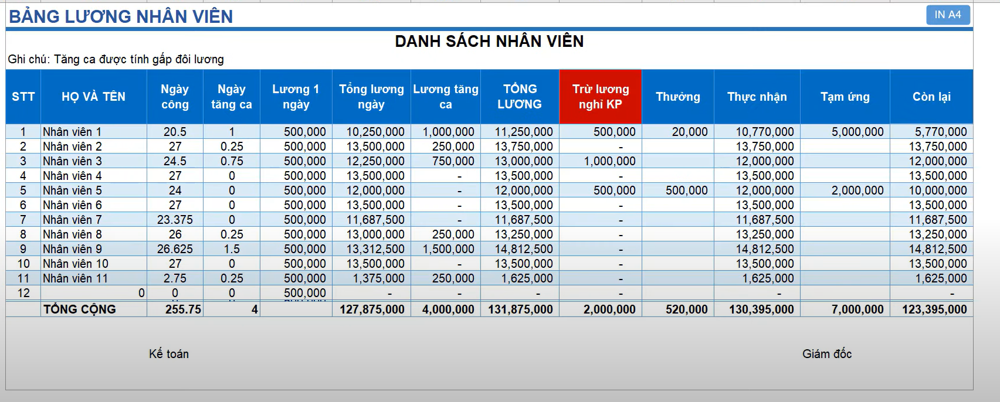 BẢNG LƯƠNG NHÂN VIÊN IN A4
DANH SÁCH NHÂN VIÊN
Ghi chú: Tăng ca được tính gấp đôi lương
STT HỌ VÀ TÊN Ngày công Ngày tăng ca Lương 1 ngày Tổng lương ngày Lương tăng ca TỔNG LƯƠNG Trừ lương nghỉ KP Thưởng Thực nhận Tạm ứng Còn lại
1 Nhân viên 1 20.5 1 500,000 10,250,000 1,000,000 11,250,000 500,000 20,000 10,770,000 5,000,000 5,770,000
2 Nhân viên 2 27 0.25 500,000 13,500,000 250,000 13,750,000 - 13,750,000 13,750,000
3 Nhân viên 3 24.5 0.75 500,000 12,250,000 750,000 13,000,000 1,000,000 12,000,000 12,000,000
4 Nhân viên 4 27 0 500,000 13,500,000 - 13,500,000 - 13,500,000 13,500,000
5 Nhân viên 5 24 0 500,000 12,000,000 - 12,000,000 500,000 500,000 12,000,000 2,000,000 10,000,000
6 Nhân viên 6 27 0 500,000 13,500,000 - 13,500,000 - 13,500,000 13,500,000
7 Nhân viên 7 23.375 0 500,000 11,687,500 - 11,687,500 - 11,687,500 11,687,500
8 Nhân viên 8 26 0.25 500,000 13,000,000 250,000 13,250,000 - 13,250,000 13,250,000
9 Nhân viên 9 26.625 1.5 500,000 13,312,500 1,500,000 14,812,500 - 14,812,500 14,812,500
10 Nhân viên 10 27 0 500,000 13,500,000 - 13,500,000 - 13,500,000 13,500,000
11 Nhân viên 11 2.75 0.25 500,000 1,375,000 250,000 1,625,000 - 1,625,000 1,625,000
12 0 0 0 500,000 - - - - - -
TỔNG CỘNG 255.75 4 127,875,000 4,000,000 131,875,000 2,000,000 520,000 130,395,000 7,000,000 123,395,000
Kế toán Giám đốc